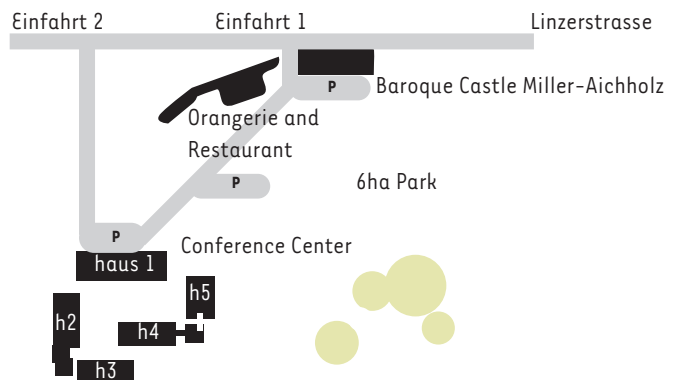 Einfahrt 2
Einfahrt 1
Linzerstrasse
P
Baroque Castle Miller-Aichholz
Orangerie and
Restaurant
P
6ha Park
P
Conference Center
haus 1
h5
h2
h4
h3